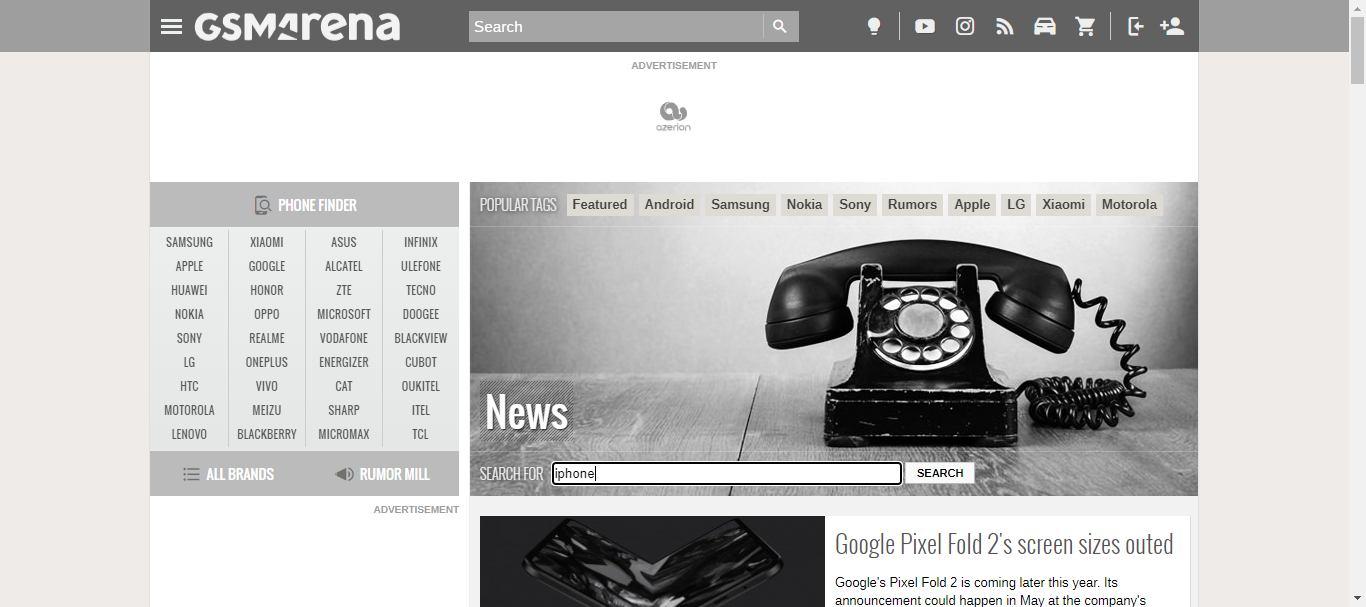 GSMArena
Search
ADVERTISEMENT
azerion
PHONE FINDER
SAMSUNG XIAOMI ASUS INFINIX
APPLE GOOGLE ALCATEL ULEFONE
HUAWEI HONOR ZTE TECNO
NOKIA OPPO MICROSOFT DOOGEE
SONY REALME VODAFONE BLACKVIEW
LG ONEPLUS ENERGIZER CUBOT
HTC VIVO CAT OUKITEL
MOTOROLA MEIZU SHARP ITEL
LENOVO BLACKBERRY MICROMAX TCL
ALL BRANDS RUMOR MILL
ADVERTISEMENT
POPULAR TAGS Featured Android Samsung Nokia Sony Rumors Apple LG Xiaomi Motorola
News
SEARCH FOR iphone SEARCH
Google Pixel Fold 2's screen sizes outed
Google's Pixel Fold 2 is coming later this year. Its
announcement could happen in May at the company's